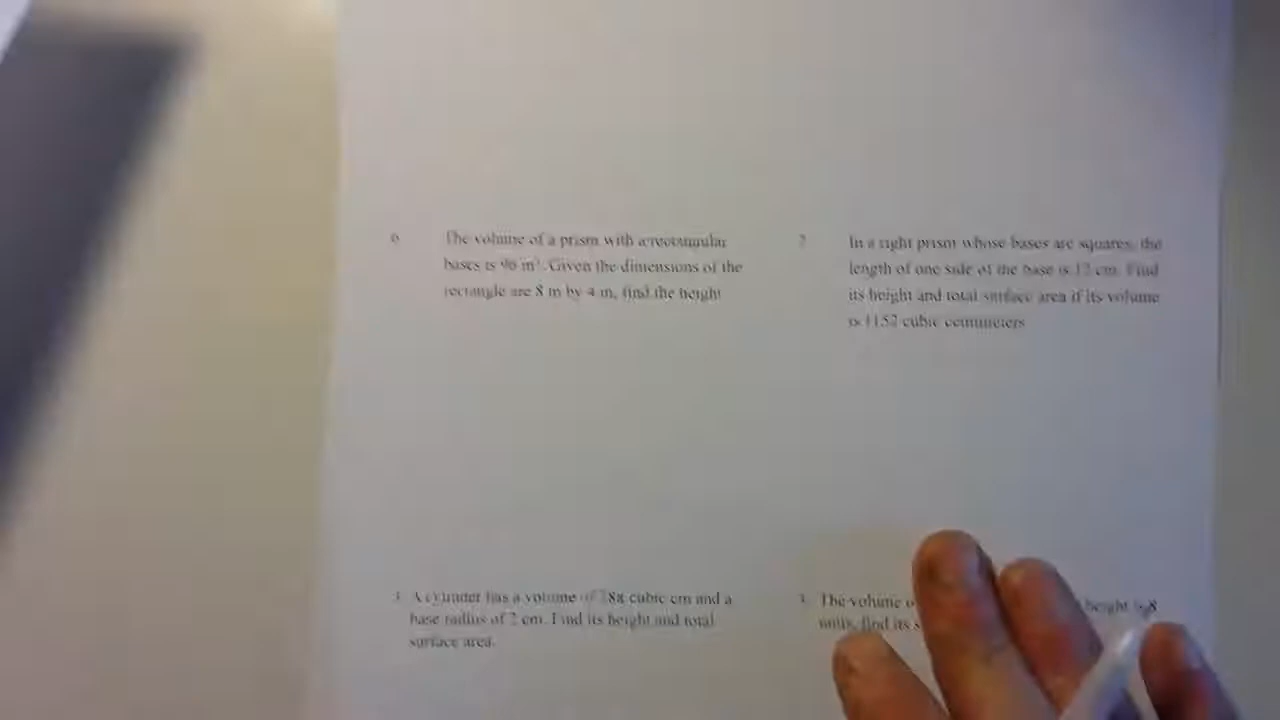 6 The volume of a prism with a rectangular
bases is 96 m³. Given the dimensions of the
rectangle are 8 m by 4 m, find the height
7 In a right prism whose bases are squares, the
length of one side of the base is 12 cm. Find
its height and total surface area if its volume
is 1152 cubic centimeters
A cylinder has a volume of 28π cubic cm and a
base radius of 2 cm. Find its height and total
surface area.
The volume height is 8
units, find its